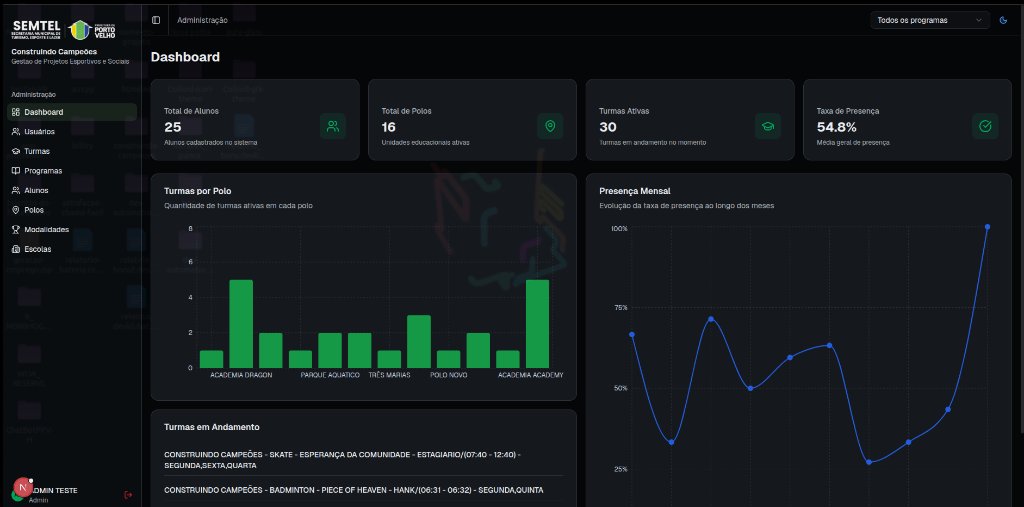 SEMTEL
SECRETARIA MUNICIPAL DE
TURISMO, ESPORTE E LAZER
PREFEITURA DE
PORTO
VELHO
Construindo Campeões
Gestão de Projetos Esportivos e Sociais
Administração
Dashboard
Usuários
Turmas
Programas
Alunos
Polos
Modalidades
Escolas
N
ADMIN TESTE
Admin
Administração
Todos os programas
Dashboard
Total de Alunos
25
Alunos cadastrados no sistema
Total de Polos
16
Unidades educacionais ativas
Turmas Ativas
30
Turmas em andamento no momento
Taxa de Presença
54.8%
Média geral de presença
Turmas por Polo
Quantidade de turmas ativas em cada polo
8
6
4
2
0
ACADEMIA DRAGON
PARQUE AQUATICO
TRÊS MARIAS
POLO NOVO
ACADEMIA ACADEMY
Presença Mensal
Evolução da taxa de presença ao longo dos meses
100%
75%
50%
25%
Turmas em Andamento
CONSTRUINDO CAMPEÕES - SKATE - ESPERANÇA DA COMUNIDADE - ESTAGIARIO/(07:40 - 12:40) -
SEGUNDA,SEXTA,QUARTA
CONSTRUINDO CAMPEÕES - BADMINTON - PIECE OF HEAVEN - HANK/(06:31 - 06:32) - SEGUNDA,QUINTA